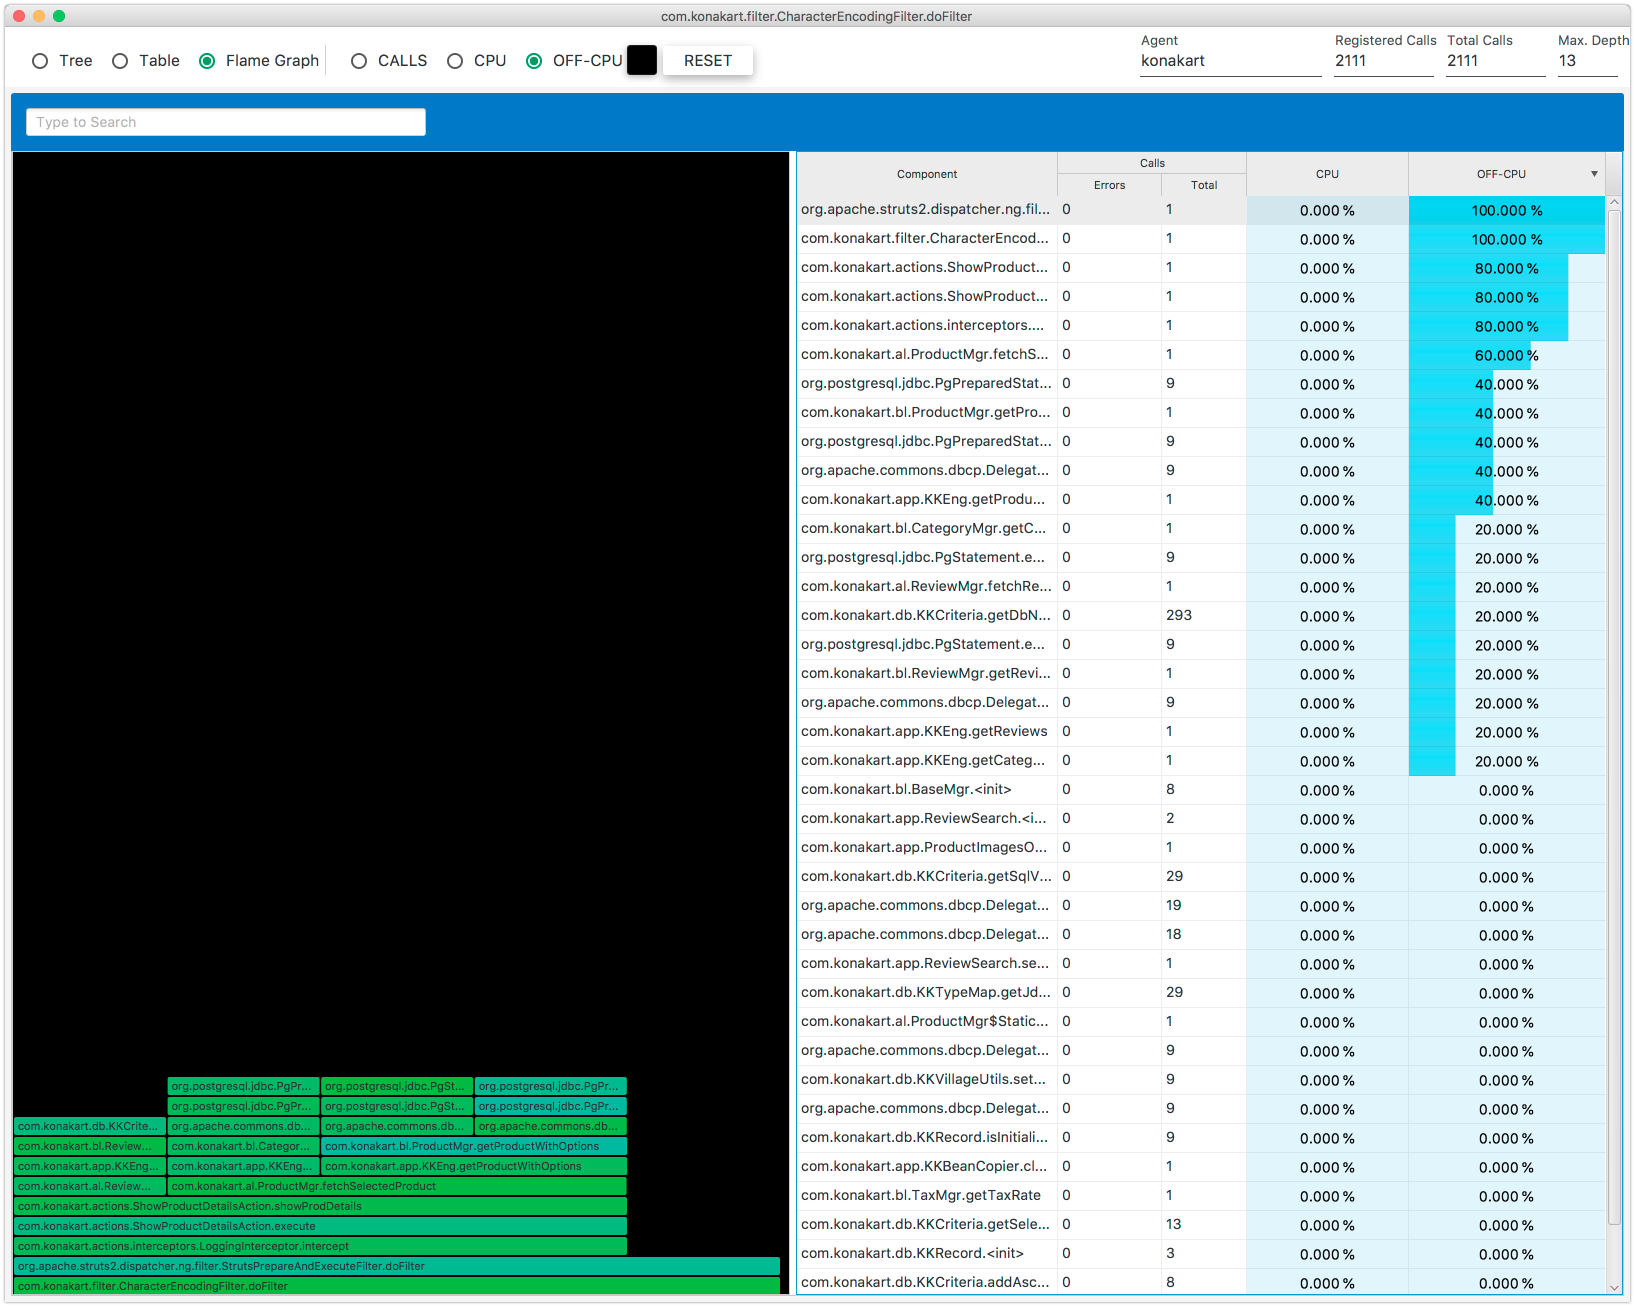 com.konakart.filter.CharacterEncodingFilter.doFilter
Tree Table Flame Graph CALLS CPU OFF-CPU RESET
Agent Registered Calls Total Calls Max. Depth
konakart 2111 2111 13
Type to Search
Component Calls CPU OFF-CPU
Errors Total
org.apache.struts2.dispatcher.ng.fil... 0 1 0.000 % 100.000 %
com.konakart.filter.CharacterEncod... 0 1 0.000 % 100.000 %
com.konakart.actions.ShowProduct... 0 1 0.000 % 80.000 %
com.konakart.actions.ShowProduct... 0 1 0.000 % 80.000 %
com.konakart.actions.interceptors.... 0 1 0.000 % 80.000 %
com.konakart.al.ProductMgr.fetchS... 0 1 0.000 % 60.000 %
org.postgresql.jdbc.PgPreparedStat... 0 9 0.000 % 40.000 %
com.konakart.bl.ProductMgr.getPro... 0 1 0.000 % 40.000 %
org.postgresql.jdbc.PgPreparedStat... 0 9 0.000 % 40.000 %
org.apache.commons.dbcp.Delegat... 0 9 0.000 % 40.000 %
com.konakart.app.KKEng.getProdu... 0 1 0.000 % 40.000 %
com.konakart.bl.CategoryMgr.getC... 0 1 0.000 % 20.000 %
org.postgresql.jdbc.PgStatement.e... 0 9 0.000 % 20.000 %
com.konakart.al.ReviewMgr.fetchRe... 0 1 0.000 % 20.000 %
com.konakart.db.KKCriteria.getDbN... 0 293 0.000 % 20.000 %
org.postgresql.jdbc.PgStatement.e... 0 9 0.000 % 20.000 %
com.konakart.bl.ReviewMgr.getRevi... 0 1 0.000 % 20.000 %
org.apache.commons.dbcp.Delegat... 0 9 0.000 % 20.000 %
com.konakart.app.KKEng.getReviews 0 1 0.000 % 20.000 %
com.konakart.app.KKEng.getCateg... 0 1 0.000 % 20.000 %
com.konakart.bl.BaseMgr.<init> 0 8 0.000 % 0.000 %
com.konakart.app.ReviewSearch.<i... 0 2 0.000 % 0.000 %
com.konakart.app.ProductImagesO... 0 1 0.000 % 0.000 %
com.konakart.db.KKCriteria.getSqlV... 0 29 0.000 % 0.000 %
org.apache.commons.dbcp.Delegat... 0 19 0.000 % 0.000 %
org.apache.commons.dbcp.Delegat... 0 18 0.000 % 0.000 %
com.konakart.app.ReviewSearch.se... 0 1 0.000 % 0.000 %
com.konakart.db.KKTypeMap.getJd... 0 29 0.000 % 0.000 %
com.konakart.al.ProductMgr$Static... 0 1 0.000 % 0.000 %
org.apache.commons.dbcp.Delegat... 0 9 0.000 % 0.000 %
com.konakart.db.KKVillageUtils.set... 0 9 0.000 % 0.000 %
org.apache.commons.dbcp.Delegat... 0 9 0.000 % 0.000 %
com.konakart.db.KKRecord.isInitiali... 0 9 0.000 % 0.000 %
com.konakart.app.KKBeanCopier.cl... 0 1 0.000 % 0.000 %
com.konakart.bl.TaxMgr.getTaxRate 0 1 0.000 % 0.000 %
com.konakart.db.KKCriteria.getSele... 0 13 0.000 % 0.000 %
com.konakart.db.KKRecord.<init> 0 3 0.000 % 0.000 %
com.konakart.db.KKCriteria.addAsc... 0 8 0.000 % 0.000 %
org.postgresql.jdbc.PgPr... org.postgresql.jdbc.PgSt... org.postgresql.jdbc.PgPr...
org.postgresql.jdbc.PgPr... org.postgresql.jdbc.PgSt... org.postgresql.jdbc.PgPr...
com.konakart.db.KKCrite... org.apache.commons.db... org.apache.commons.db... org.apache.commons.db...
com.konakart.bl.Review... com.konakart.bl.Categor... com.konakart.bl.ProductMgr.getProductWithOptions
com.konakart.app.KKEng... com.konakart.app.KKEng... com.konakart.app.KKEng.getProductWithOptions
com.konakart.al.Review... com.konakart.al.ProductMgr.fetchSelectedProduct
com.konakart.actions.ShowProductDetailsAction.showProdDetails
com.konakart.actions.ShowProductDetailsAction.execute
com.konakart.actions.interceptors.LoggingInterceptor.intercept
org.apache.struts2.dispatcher.ng.filter.StrutsPrepareAndExecuteFilter.doFilter
com.konakart.filter.CharacterEncodingFilter.doFilter